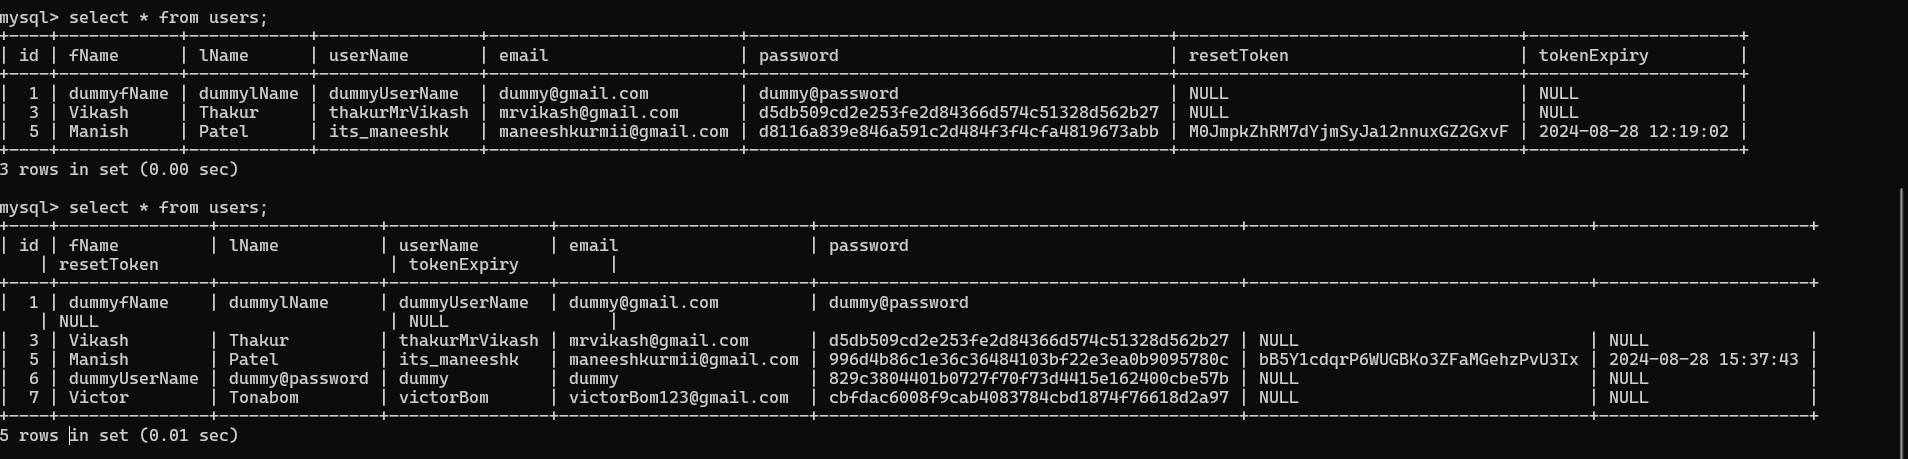 mysql> select * from users;
+----+------------+------------+---------------+-------------------------+------------------------------------------+----------------------------------+---------------------+
| id | fName      | lName      | userName      | email                   | password                                 | resetToken                       | tokenExpiry         |
+----+------------+------------+---------------+-------------------------+------------------------------------------+----------------------------------+---------------------+
|  1 | dummyfName | dummylName | dummyUserName | dummy@gmail.com         | dummy@password                           | NULL                             | NULL                |
|  3 | Vikash     | Thakur     | thakurMrVikash | mrvikash@gmail.com      | d5db509cd2e253fe2d84366d574c51328d562b27 | NULL                             | NULL                |
|  5 | Manish     | Patel      | its_maneeshk  | maneeshkurmii@gmail.com | d8116a839e846a591c2d484f3f4cfa4819673abb | M0JmpkZhRM7dYjmSyJa12nnuxGZ2GxvF | 2024-08-28 12:19:02 |
+----+------------+------------+---------------+-------------------------+------------------------------------------+----------------------------------+---------------------+
3 rows in set (0.00 sec)
mysql> select * from users;
+----+---------------+----------------+----------------+-------------------------+------------------------------------------+----------------------------------+---------------------+
| id | fName         | lName          | userName       | email                   | password
    | resetToken                       | tokenExpiry         |
+----+---------------+----------------+----------------+-------------------------+------------------------------------------+----------------------------------+---------------------+
|  1 | dummyfName    | dummylName     | dummyUserName  | dummy@gmail.com         | dummy@password
    | NULL                             | NULL                |
|  3 | Vikash        | Thakur         | thakurMrVikash | mrvikash@gmail.com      | d5db509cd2e253fe2d84366d574c51328d562b27 | NULL                             | NULL                |
|  5 | Manish        | Patel          | its_maneeshk   | maneeshkurmii@gmail.com | 996d4b86c1e36c36484103bf22e3ea0b9095780c | bB5Y1cdqrP6WUGBKo3ZFaMGehzPvU3Ix | 2024-08-28 15:37:43 |
|  6 | dummyUserName | dummy@password | dummy          | dummy                   | 829c3804401b0727f70f73d4415e162400cbe57b | NULL                             | NULL                |
|  7 | Victor        | Tonabom        | victorBom      | victorBom123@gmail.com  | cbfdac6008f9cab4083784cbd1874f76618d2a97 | NULL                             | NULL                |
+----+---------------+----------------+----------------+-------------------------+------------------------------------------+----------------------------------+---------------------+
5 rows in set (0.01 sec)